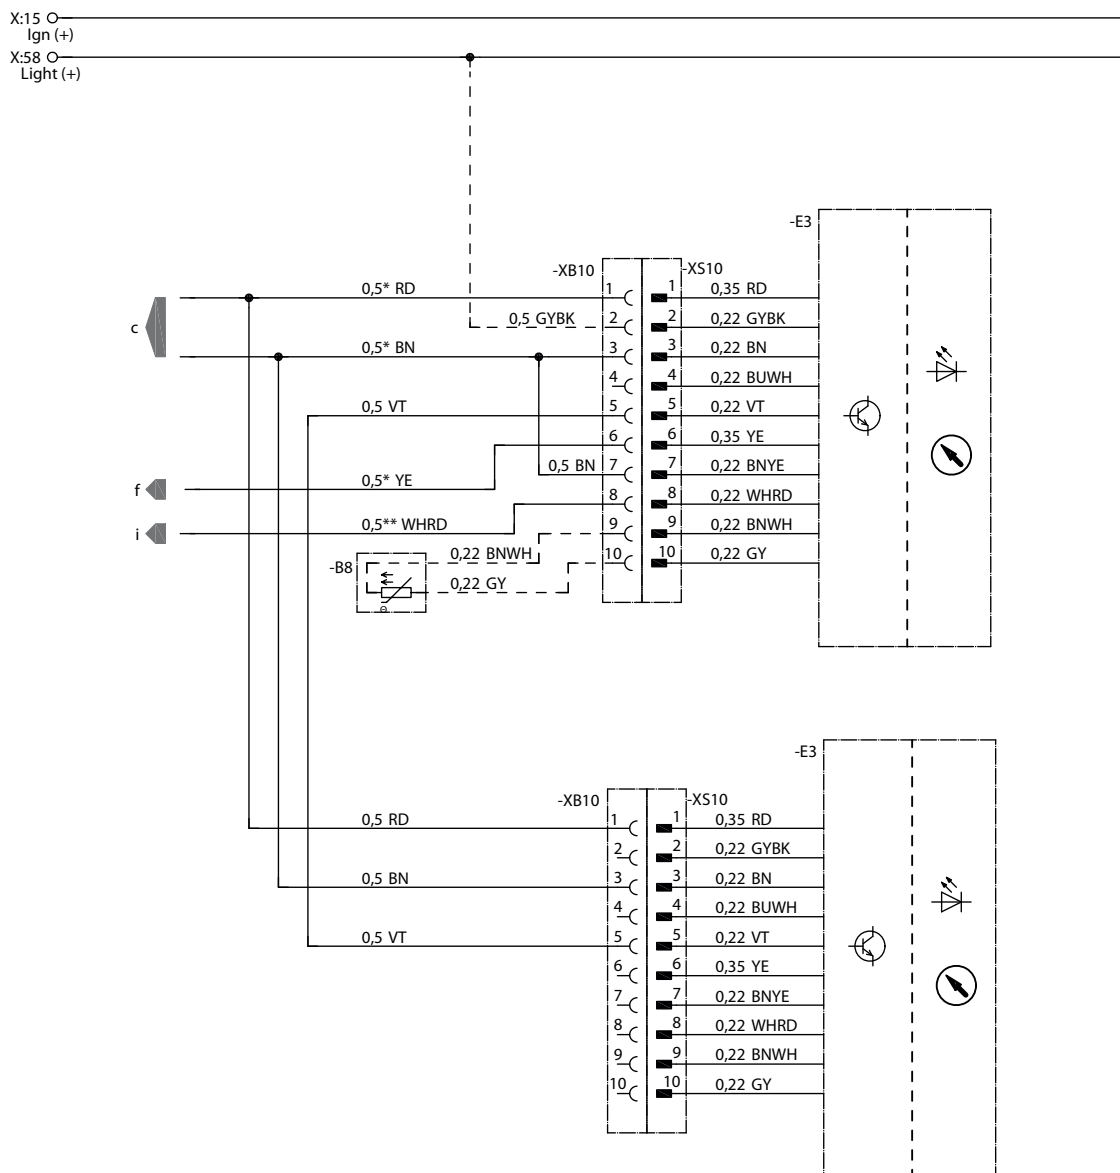 X:15
Ign (+)
X:58
Light (+)
-E3
-XB10 -XS10
c
0,5* RD 1 1 0,35 RD
0,5 GYBK 2 2 0,22 GYBK
0,5* BN 3 3 0,22 BN
4 4 0,22 BUWH
0,5 VT 5 5 0,22 VT
6 6 0,35 YE
0,5 BN 7 7 0,22 BNYE
f 0,5* YE
8 8 0,22 WHRD
i 0,5** WHRD 9 9 0,22 BNWH
-B8 0,22 BNWH 10 10 0,22 GY
0,22 GY
Θ
-E3
-XB10 -XS10
0,5 RD 1 1 0,35 RD
2 2 0,22 GYBK
0,5 BN 3 3 0,22 BN
4 4 0,22 BUWH
0,5 VT 5 5 0,22 VT
6 6 0,35 YE
7 7 0,22 BNYE
8 8 0,22 WHRD
9 9 0,22 BNWH
10 10 0,22 GY